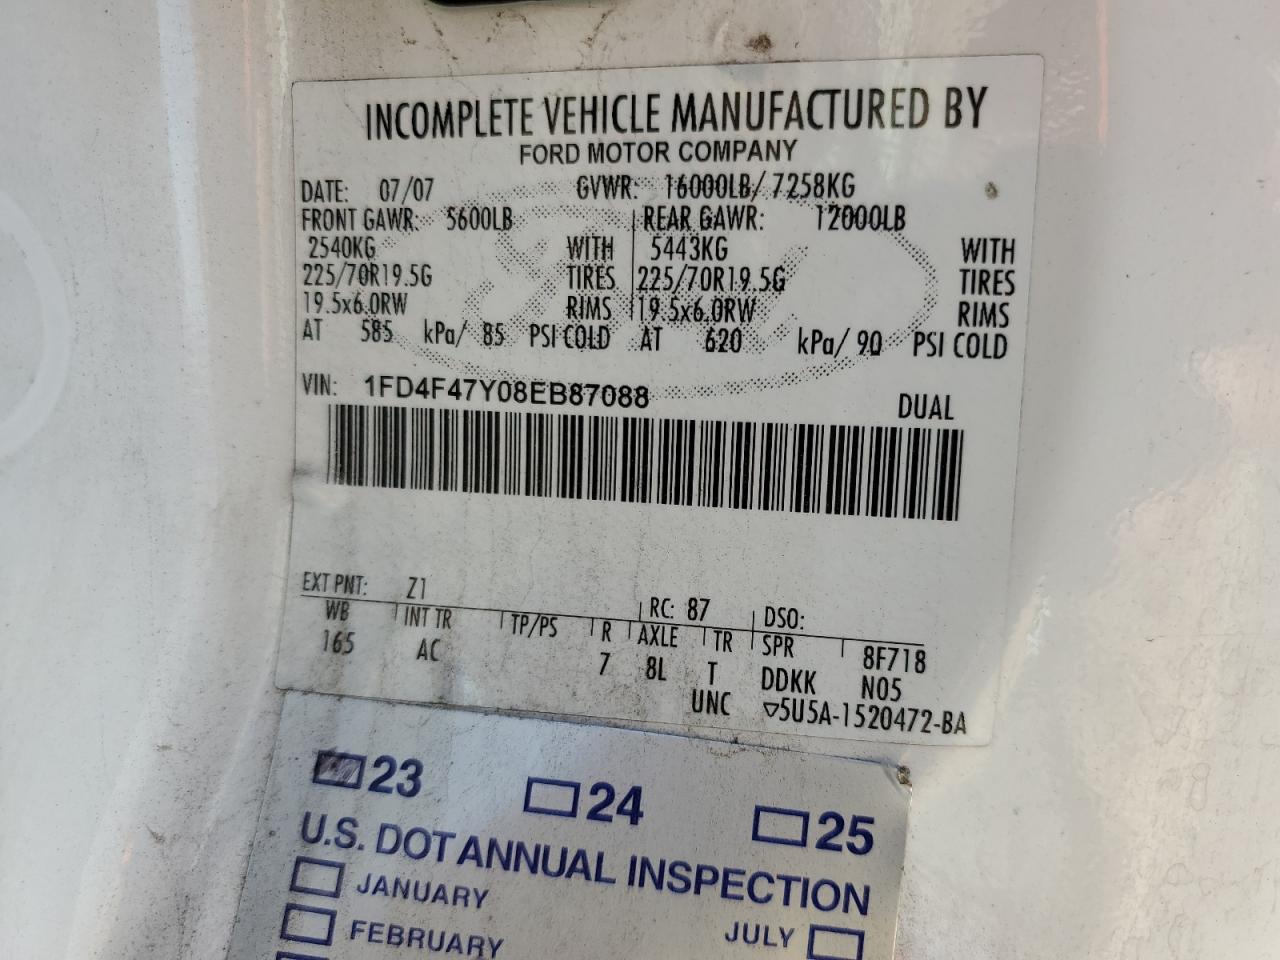 INCOMPLETE VEHICLE MANUFACTURED BY
FORD MOTOR COMPANY
DATE: 07/07 GVWR: 16000LB/ 7258KG
FRONT GAWR: 5600LB REAR GAWR: 12000LB
2540KG WITH 5443KG WITH
225/70R19.5G TIRES 225/70R19.5G TIRES
19.5x6.0RW RIMS 19.5x6.0RW RIMS
AT 585 kPa/ 85 PSI COLD AT 620 kPa/ 90 PSI COLD
VIN: 1FD4F47Y08EB87088 DUAL
EXT PNT: Z1 RC: 87 DSO:
WB INT TR TP/PS R AXLE TR SPR 8F718
165 AC 7 8L T DDKK N05
UNC ▽5U5A-1520472-BA
23 24 25
U.S. DOT ANNUAL INSPECTION
JANUARY
FEBRUARY JULY